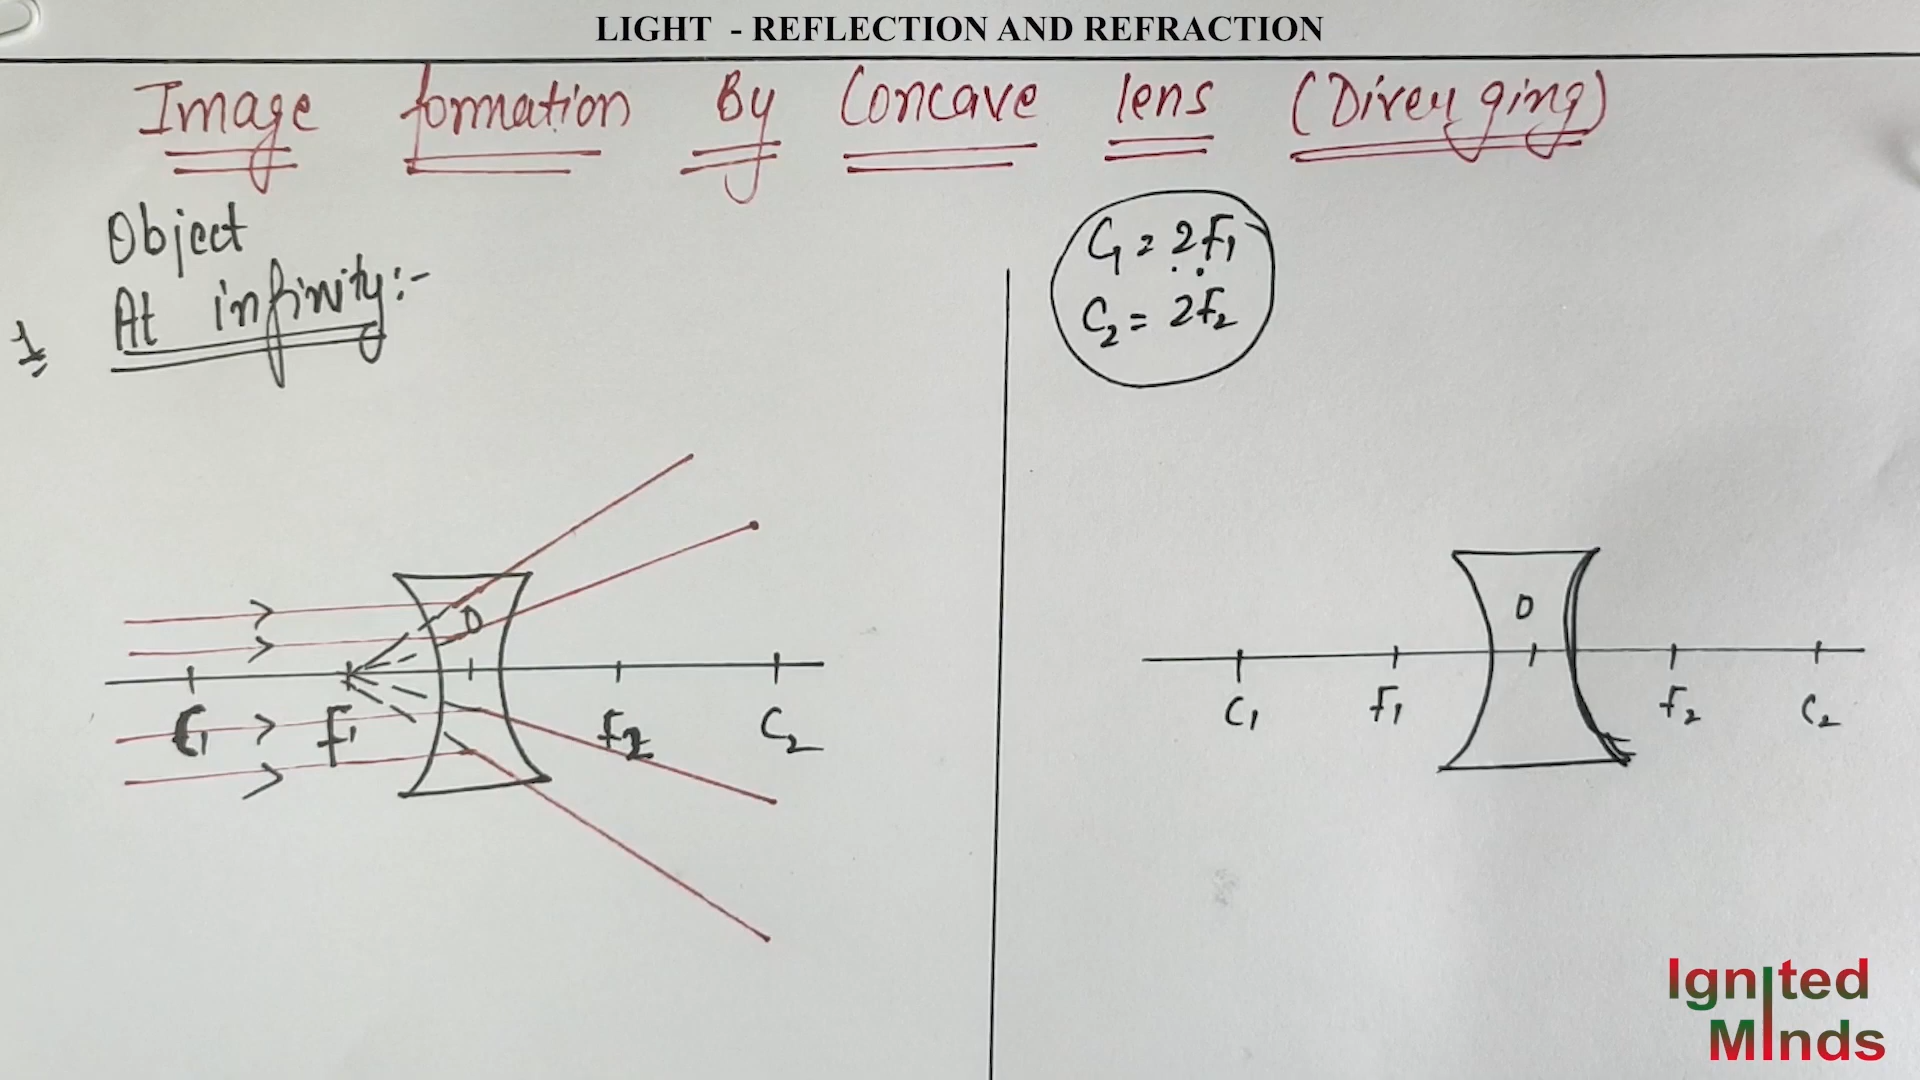 LIGHT - REFLECTION AND REFRACTION
Image formation By Concave lens (Diverging)
Object
1 At infinity:-
C1 = 2F1
C2 = 2F2
O
C1 F1 F2 C2
O
C1 F1 F2 C2
Ignited
Minds